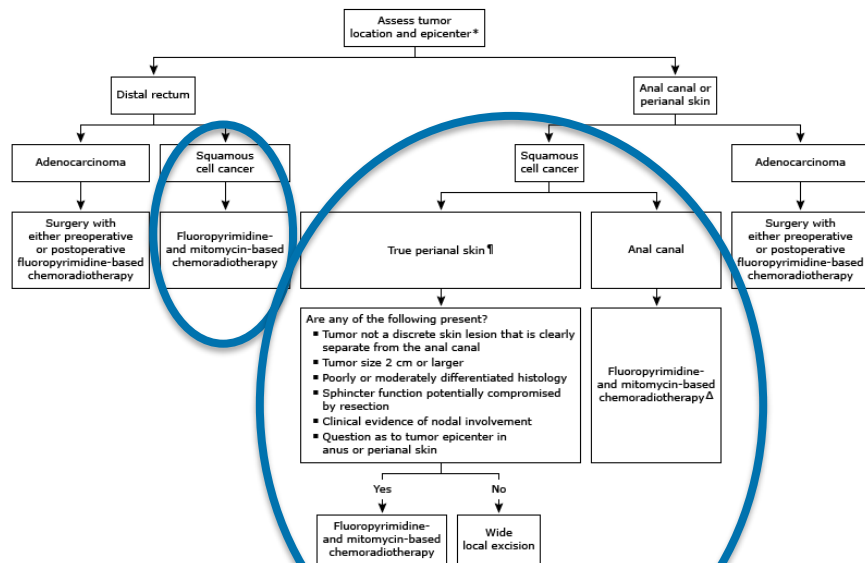 Assess tumor
location and epicenter*
Distal rectum
Anal canal or
perianal skin
Adenocarcinoma
Squamous
cell cancer
Squamous
cell cancer
Adenocarcinoma
Surgery with
either preoperative
or postoperative
fluoropyrimidine-based
chemoradiotherapy
Fluoropyrimidine-
and mitomycin-based
chemoradiotherapy
True perianal skin¶
Anal canal
Surgery with
either preoperative
or postoperative
fluoropyrimidine-based
chemoradiotherapy
Are any of the following present?
▪ Tumor not a discrete skin lesion that is clearly
separate from the anal canal
▪ Tumor size 2 cm or larger
▪ Poorly or moderately differentiated histology
▪ Sphincter function potentially compromised
by resection
▪ Clinical evidence of nodal involvement
▪ Question as to tumor epicenter in
anus or perianal skin
Fluoropyrimidine-
and mitomycin-based
chemoradiotherapyΔ
Yes
No
Fluoropyrimidine-
and mitomycin-based
chemoradiotherapy
Wide
local excision